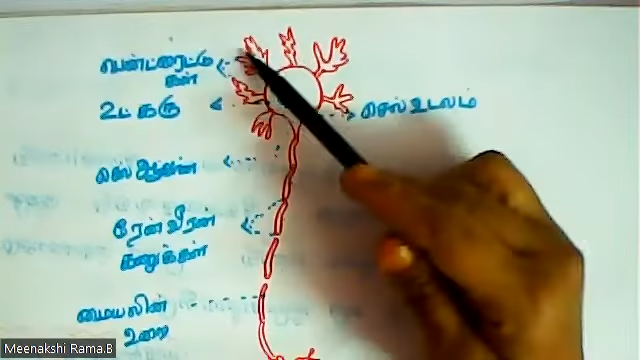 டென்ட்ரைட்டு
கள்
உட்கரு
செல் உடலம்
செல் ஆக்ஸான்
ரேன்வீரன்
கணுக்கள்
மையலின்
உறை
Meenakshi Rama.B